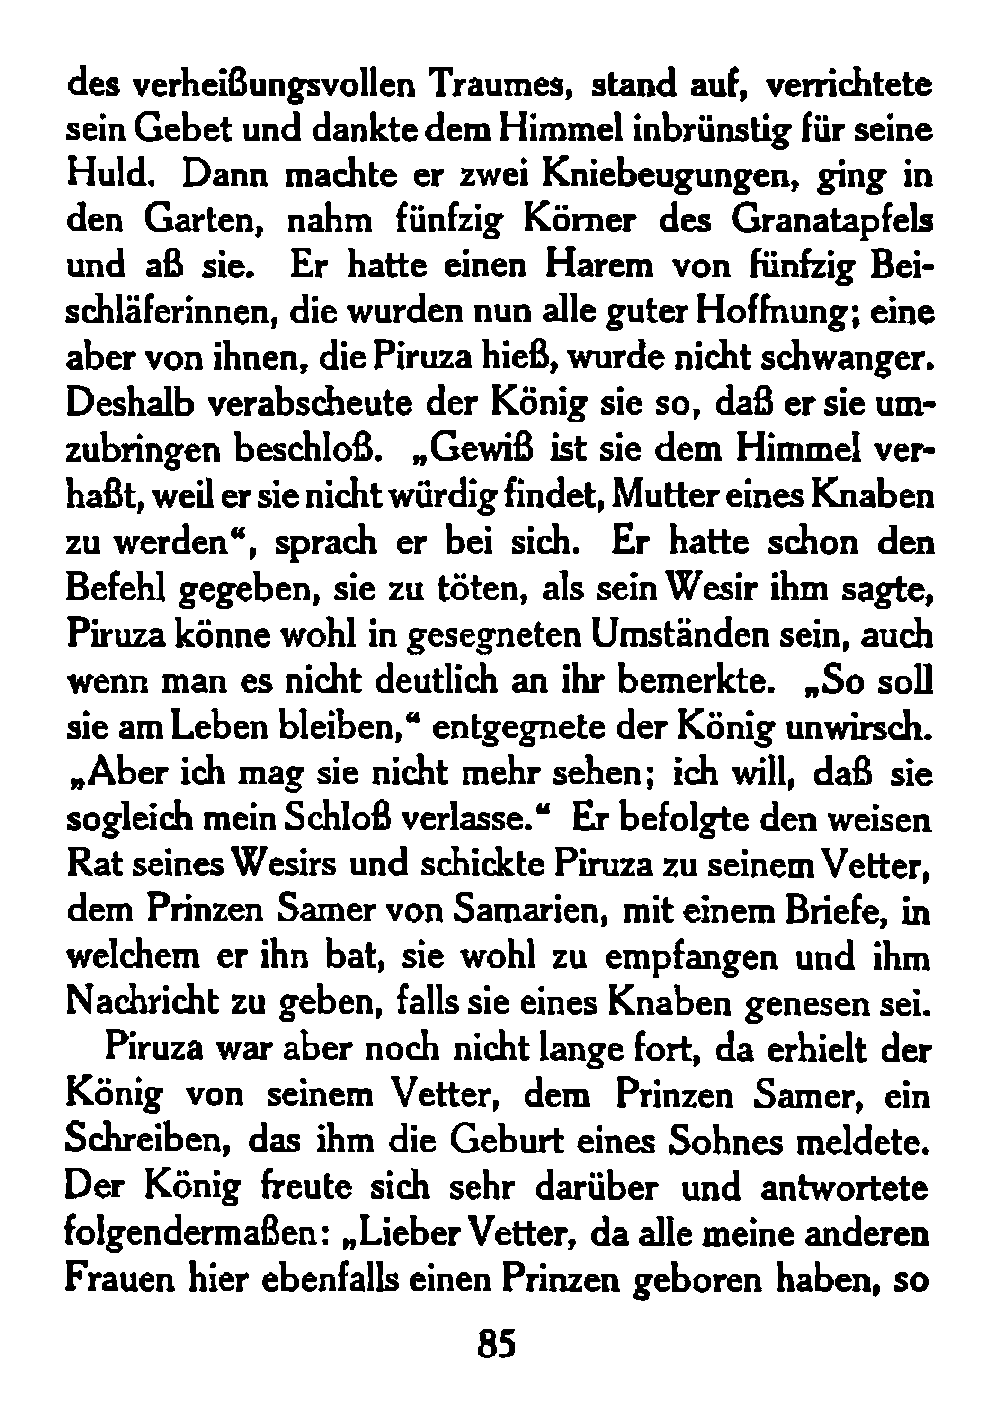 des verheißungsvollen Traumes, stand auf, verrichtete
sein Gebet und dankte dem Himmel inbrünstig für seine
Huld. Dann machte er zwei Kniebeugungen, ging in
den Garten, nahm fünfzig Körner des Granatapfels
und aß sie. Er hatte einen Harem von fünfzig Bei-
schläferinnen, die wurden nun alle guter Hoffnung; eine
aber von ihnen, die Piruza hieß, wurde nicht schwanger.
Deshalb verabscheute der König sie so, daß er sie um-
zubringen beschloß. „Gewiß ist sie dem Himmel ver-
haßt, weil er sie nicht würdig findet, Mutter eines Knaben
zu werden“, sprach er bei sich. Er hatte schon den
Befehl gegeben, sie zu töten, als sein Wesir ihm sagte,
Piruza könne wohl in gesegneten Umständen sein, auch
wenn man es nicht deutlich an ihr bemerkte. „So soll
sie am Leben bleiben,“ entgegnete der König unwirsch.
„Aber ich mag sie nicht mehr sehen; ich will, daß sie
sogleich mein Schloß verlasse.“ Er befolgte den weisen
Rat seines Wesirs und schickte Piruza zu seinem Vetter,
dem Prinzen Samer von Samarien, mit einem Briefe, in
welchem er ihn bat, sie wohl zu empfangen und ihm
Nachricht zu geben, falls sie eines Knaben genesen sei.
Piruza war aber noch nicht lange fort, da erhielt der
König von seinem Vetter, dem Prinzen Samer, ein
Schreiben, das ihm die Geburt eines Sohnes meldete.
Der König freute sich sehr darüber und antwortete
folgendermaßen: „Lieber Vetter, da alle meine anderen
Frauen hier ebenfalls einen Prinzen geboren haben, so
85